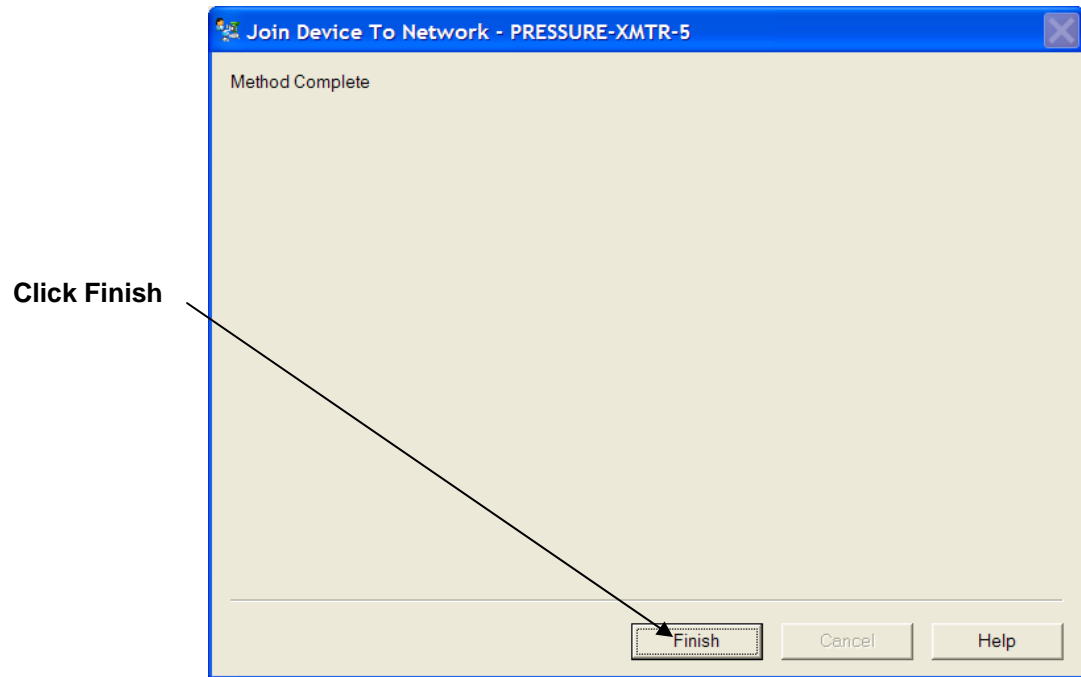 Join Device To Network - PRESSURE-XMTR-5
Method Complete
Click Finish
Finish
Cancel
Help